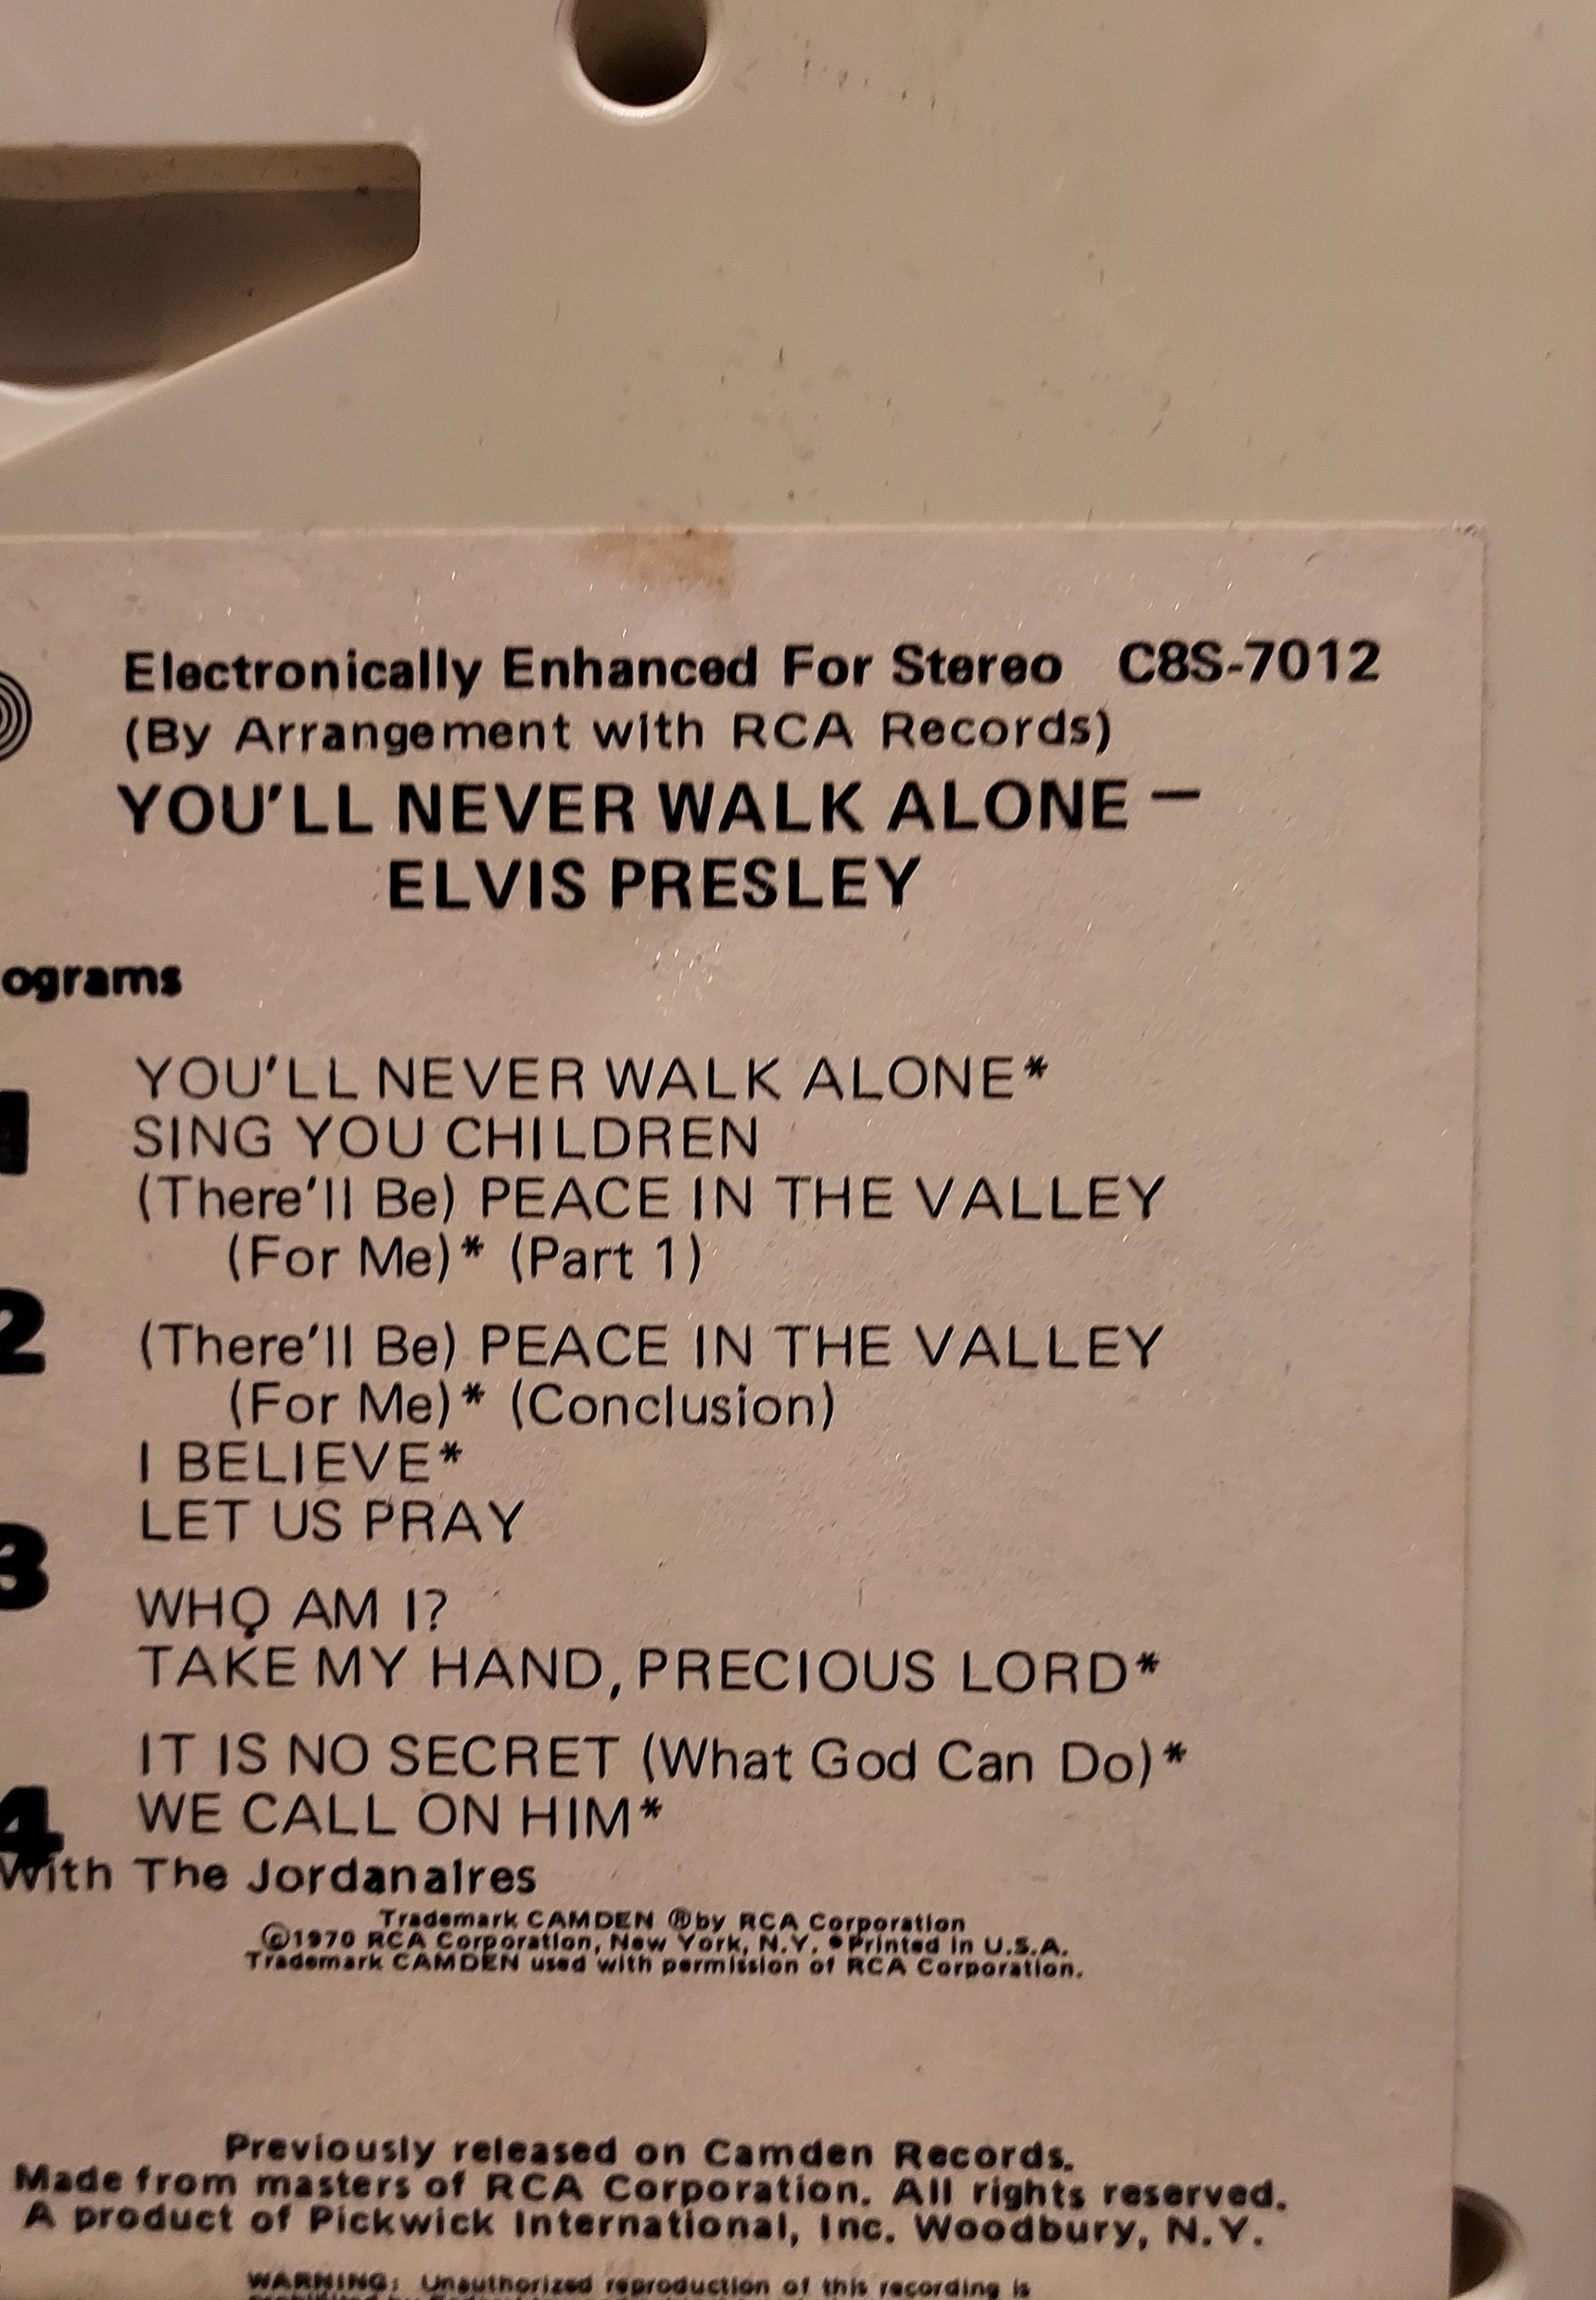 Electronically Enhanced For Stereo C8S-7012
(By Arrangement with RCA Records)
YOU'LL NEVER WALK ALONE —
ELVIS PRESLEY
ograms
1 YOU'LL NEVER WALK ALONE*
SING YOU CHILDREN
(There'll Be) PEACE IN THE VALLEY
(For Me)* (Part 1)
2 (There'll Be) PEACE IN THE VALLEY
(For Me)* (Conclusion)
I BELIEVE*
LET US PRAY
3 WHO AM I?
TAKE MY HAND, PRECIOUS LORD*
IT IS NO SECRET (What God Can Do)*
4 WE CALL ON HIM*
With The Jordanaires
Trademark CAMDEN ® by RCA Corporation
©1970 RCA Corporation, New York, N.Y. • Printed in U.S.A.
Trademark CAMDEN used with permission of RCA Corporation.
Previously released on Camden Records.
Made from masters of RCA Corporation. All rights reserved.
A product of Pickwick International, Inc. Woodbury, N.Y.
WARNING: Unauthorized reproduction of this recording is